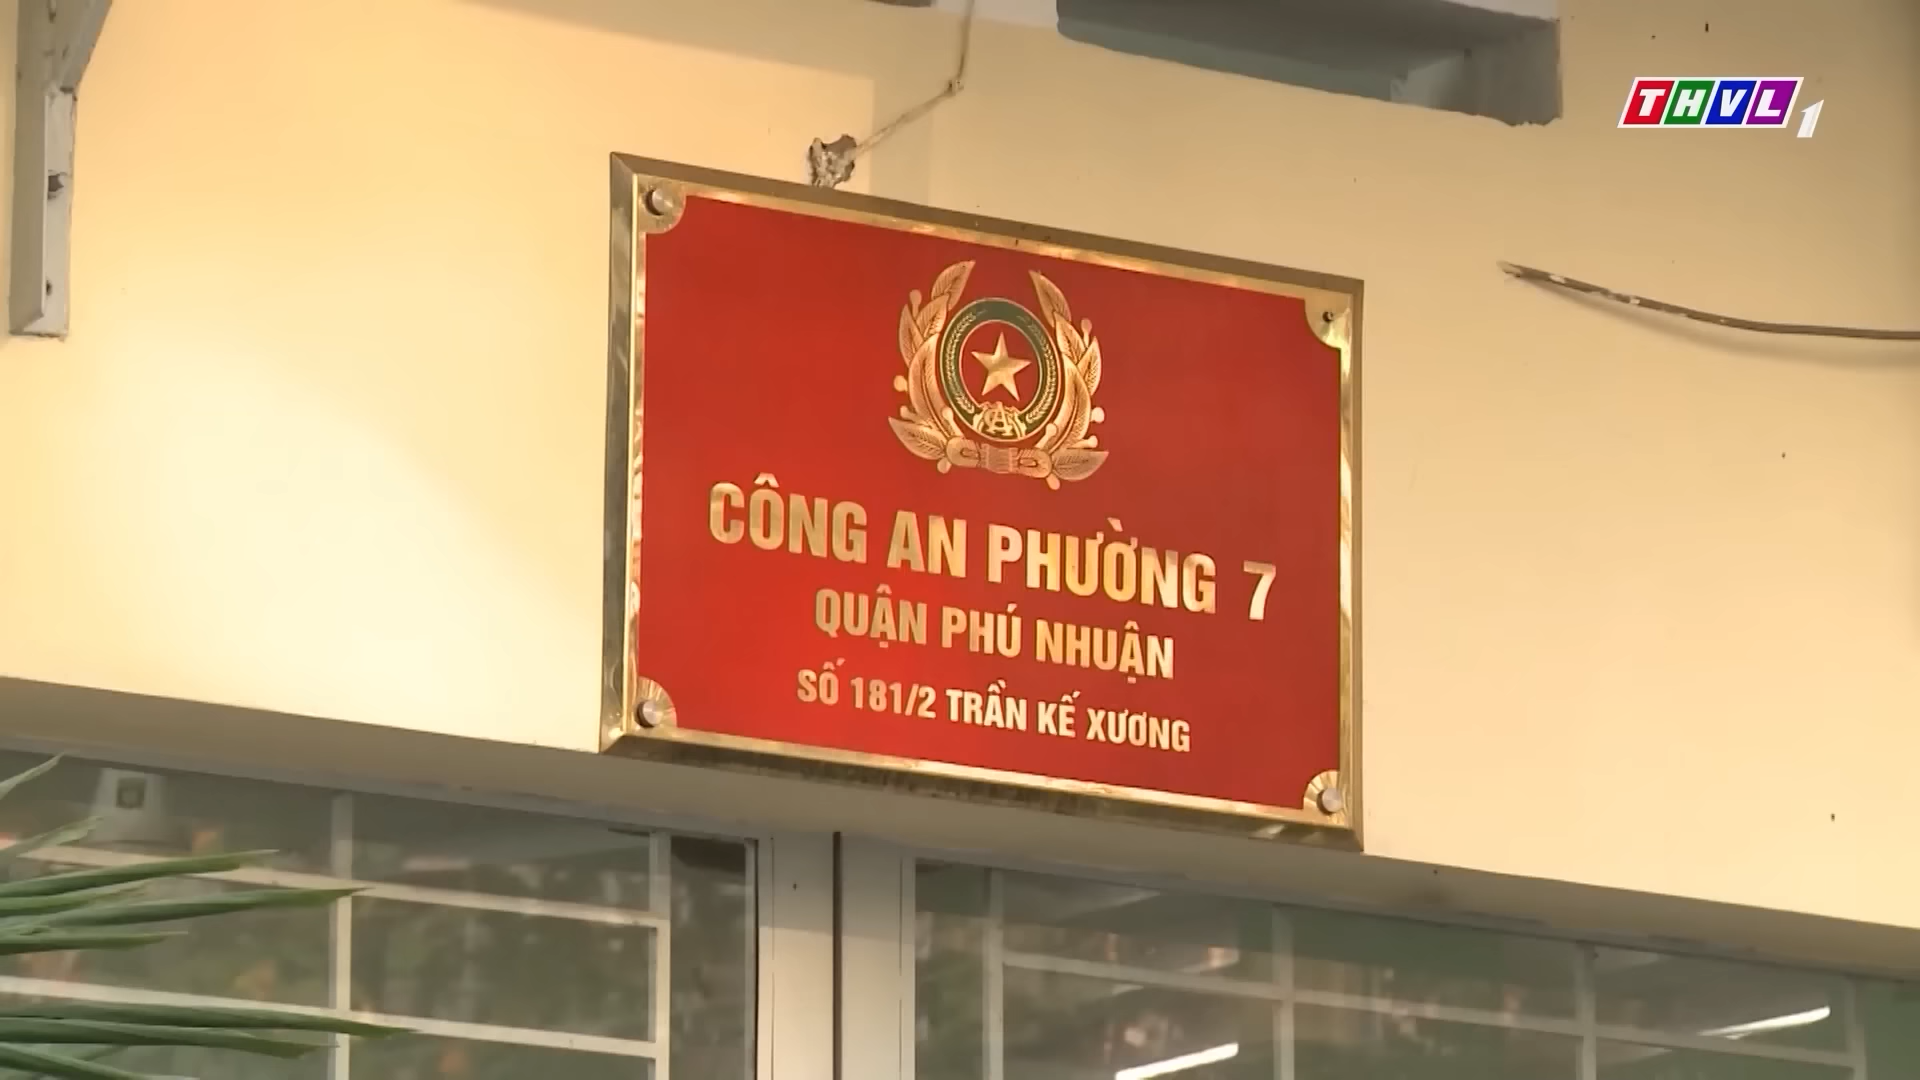 THVL1
CÔNG AN PHƯỜNG 7
QUẬN PHÚ NHUẬN
SỐ 181/2 TRẦN KẾ XƯƠNG